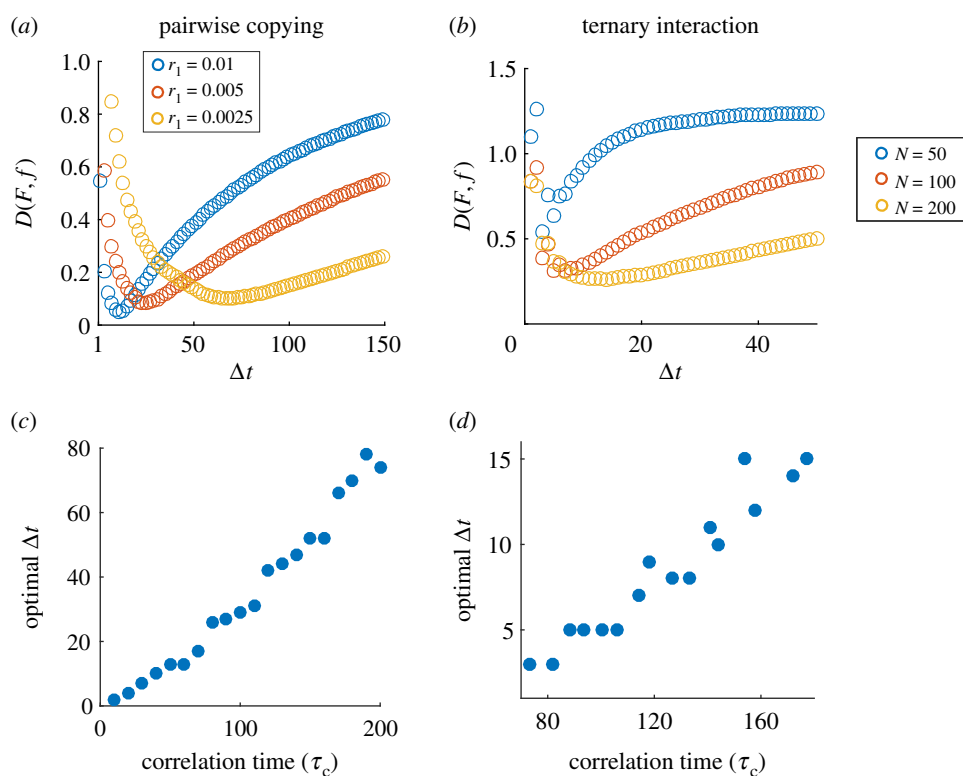 (a) pairwise copying
(b) ternary interaction
1.0
0.8
0.6
0.4
0.2
0
D(F, f)
r₁ = 0.01
r₁ = 0.005
r₁ = 0.0025
1 50 100 150
Δt
1.5
1.0
0.5
D(F, f)
0 20 40
Δt
N = 50
N = 100
N = 200
(c)
80
60
40
20
0
optimal Δt
0 100 200
correlation time (τc)
(d)
15
10
5
optimal Δt
80 120 160
correlation time (τc)